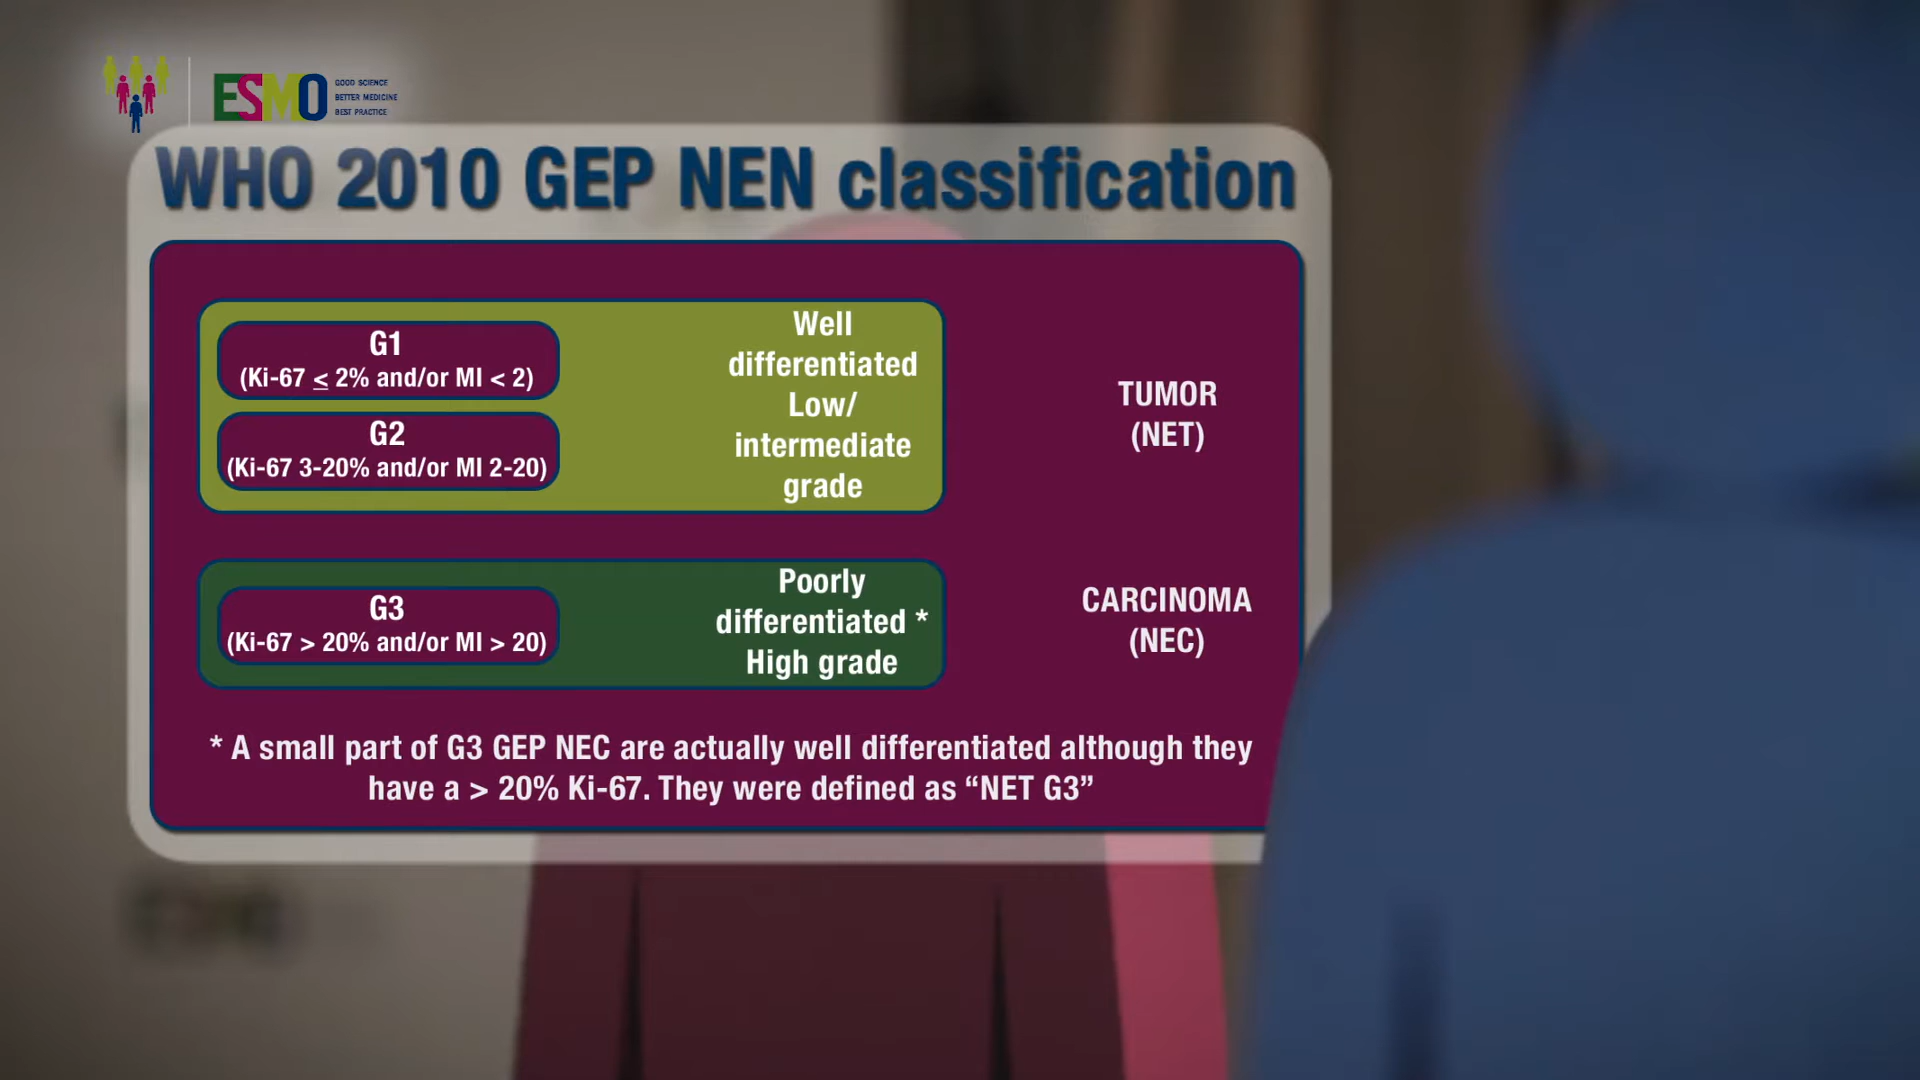 ESMO
GOOD SCIENCE
BETTER MEDICINE
BEST PRACTICE
WHO 2010 GEP NEN classification
G1
(Ki-67 ≤ 2% and/or MI < 2)
G2
(Ki-67 3-20% and/or MI 2-20)
Well
differentiated
Low/
intermediate
grade
TUMOR
(NET)
G3
(Ki-67 > 20% and/or MI > 20)
Poorly
differentiated *
High grade
CARCINOMA
(NEC)
* A small part of G3 GEP NEC are actually well differentiated although they
have a > 20% Ki-67. They were defined as “NET G3”